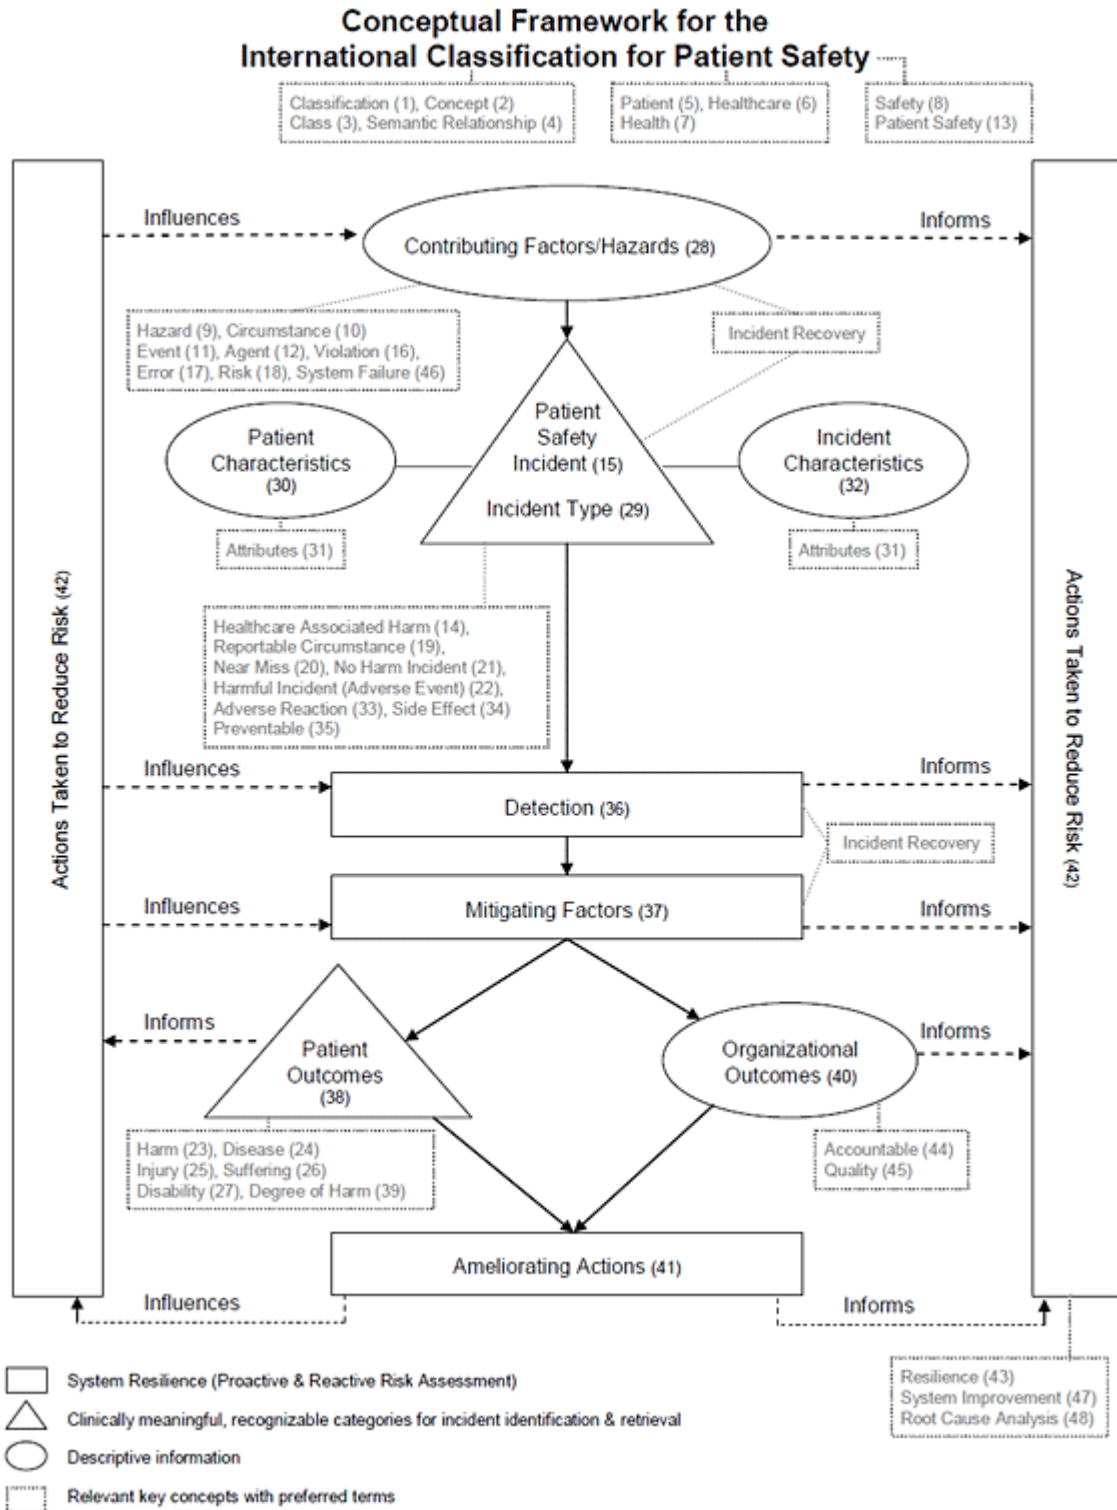 Conceptual Framework for the
International Classification for Patient Safety
Classification (1), Concept (2)
Class (3), Semantic Relationship (4)
Patient (5), Healthcare (6)
Health (7)
Safety (8)
Patient Safety (13)
Influences
Contributing Factors/Hazards (28)
Informs
Hazard (9), Circumstance (10)
Event (11), Agent (12), Violation (16),
Error (17), Risk (18), System Failure (46)
Incident Recovery
Patient
Characteristics
(30)
Patient
Safety
Incident (15)
Incident Type (29)
Incident
Characteristics
(32)
Attributes (31)
Attributes (31)
Actions Taken to Reduce Risk (42)
Actions Taken to Reduce Risk (42)
Healthcare Associated Harm (14),
Reportable Circumstance (19),
Near Miss (20), No Harm Incident (21),
Harmful Incident (Adverse Event) (22),
Adverse Reaction (33), Side Effect (34)
Preventable (35)
Influences
Detection (36)
Informs
Incident Recovery
Influences
Mitigating Factors (37)
Informs
Informs
Patient
Outcomes
(38)
Organizational
Outcomes (40)
Informs
Harm (23), Disease (24)
Injury (25), Suffering (26)
Disability (27), Degree of Harm (39)
Accountable (44)
Quality (45)
Ameliorating Actions (41)
Influences
Informs
Resilience (43)
System Improvement (47)
Root Cause Analysis (48)
System Resilience (Proactive & Reactive Risk Assessment)
Clinically meaningful, recognizable categories for incident identification & retrieval
Descriptive information
Relevant key concepts with preferred terms